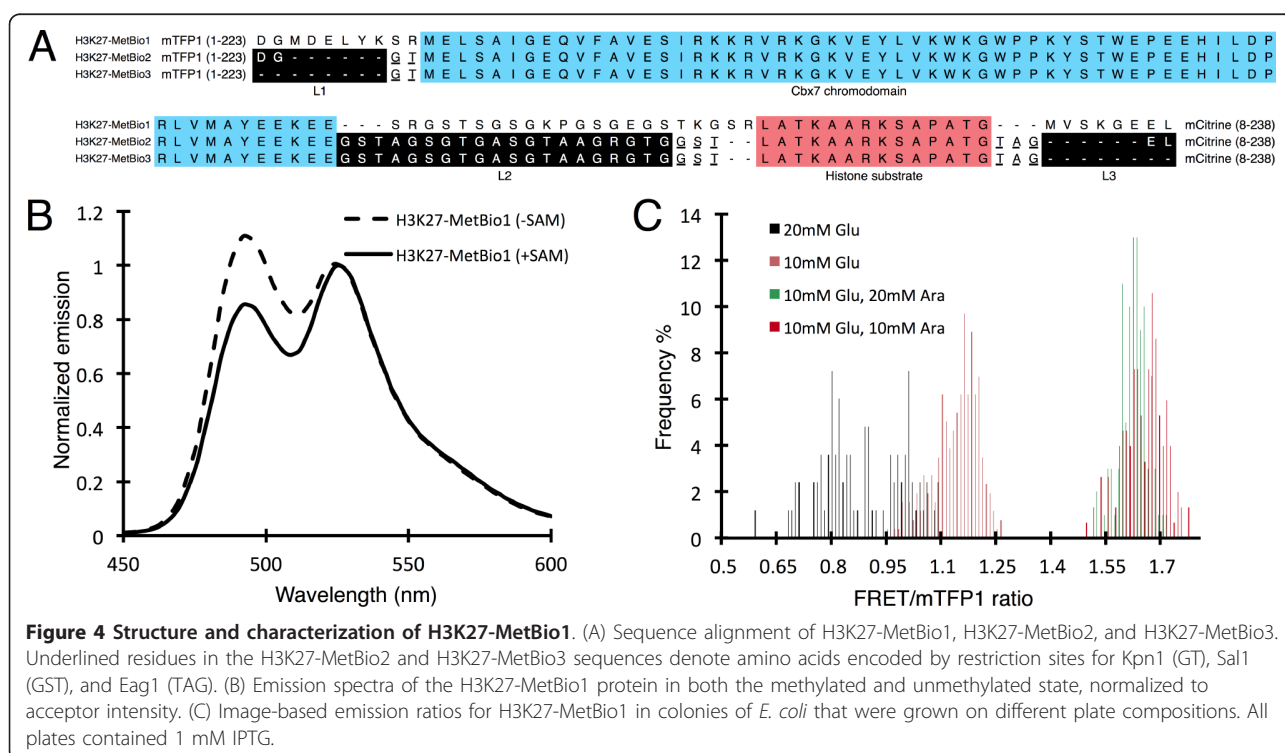 A
H3K27-MetBio1 mTFP1 (1-223) D G M D E L Y K S R M E L S A I G E Q V F A V E S I R K K R V R K G K V E Y L V K W K G W P P K Y S T W E P E E H I L D P
H3K27-MetBio2 mTFP1 (1-223) D G - - - - - - G T M E L S A I G E Q V F A V E S I R K K R V R K G K V E Y L V K W K G W P P K Y S T W E P E E H I L D P
H3K27-MetBio3 mTFP1 (1-223) - - - - - - - - G T M E L S A I G E Q V F A V E S I R K K R V R K G K V E Y L V K W K G W P P K Y S T W E P E E H I L D P
L1 Cbx7 chromodomain
H3K27-MetBio1 R L V M A Y E E K E E - - - S R G S T S G S G K P G S G E G S T K G S R L A T K A A R K S A P A T G - - - M V S K G E E L mCitrine (8-238)
H3K27-MetBio2 R L V M A Y E E K E E G S T A G S G T G A S G T A A G R G T G G S T - - L A T K A A R K S A P A T G T A G - - - - - - E L mCitrine (8-238)
H3K27-MetBio3 R L V M A Y E E K E E G S T A G S G T G A S G T A A G R G T G G S T - - L A T K A A R K S A P A T G T A G - - - - - - - - mCitrine (8-238)
L2 Histone substrate L3
B
Normalized emission
1.2
1
0.8
0.6
0.4
0.2
0
450 500 550 600
Wavelength (nm)
H3K27-MetBio1 (-SAM)
H3K27-MetBio1 (+SAM)
C
Frequency %
14
12
10
8
6
4
2
0
0.5 0.65 0.8 0.95 1.1 1.25 1.4 1.55 1.7
FRET/mTFP1 ratio
20mM Glu
10mM Glu
10mM Glu, 20mM Ara
10mM Glu, 10mM Ara
Figure 4 Structure and characterization of H3K27-MetBio1. (A) Sequence alignment of H3K27-MetBio1, H3K27-MetBio2, and H3K27-MetBio3.
Underlined residues in the H3K27-MetBio2 and H3K27-MetBio3 sequences denote amino acids encoded by restriction sites for Kpn1 (GT), Sal1
(GST), and Eag1 (TAG). (B) Emission spectra of the H3K27-MetBio1 protein in both the methylated and unmethylated state, normalized to
acceptor intensity. (C) Image-based emission ratios for H3K27-MetBio1 in colonies of E. coli that were grown on different plate compositions. All
plates contained 1 mM IPTG.